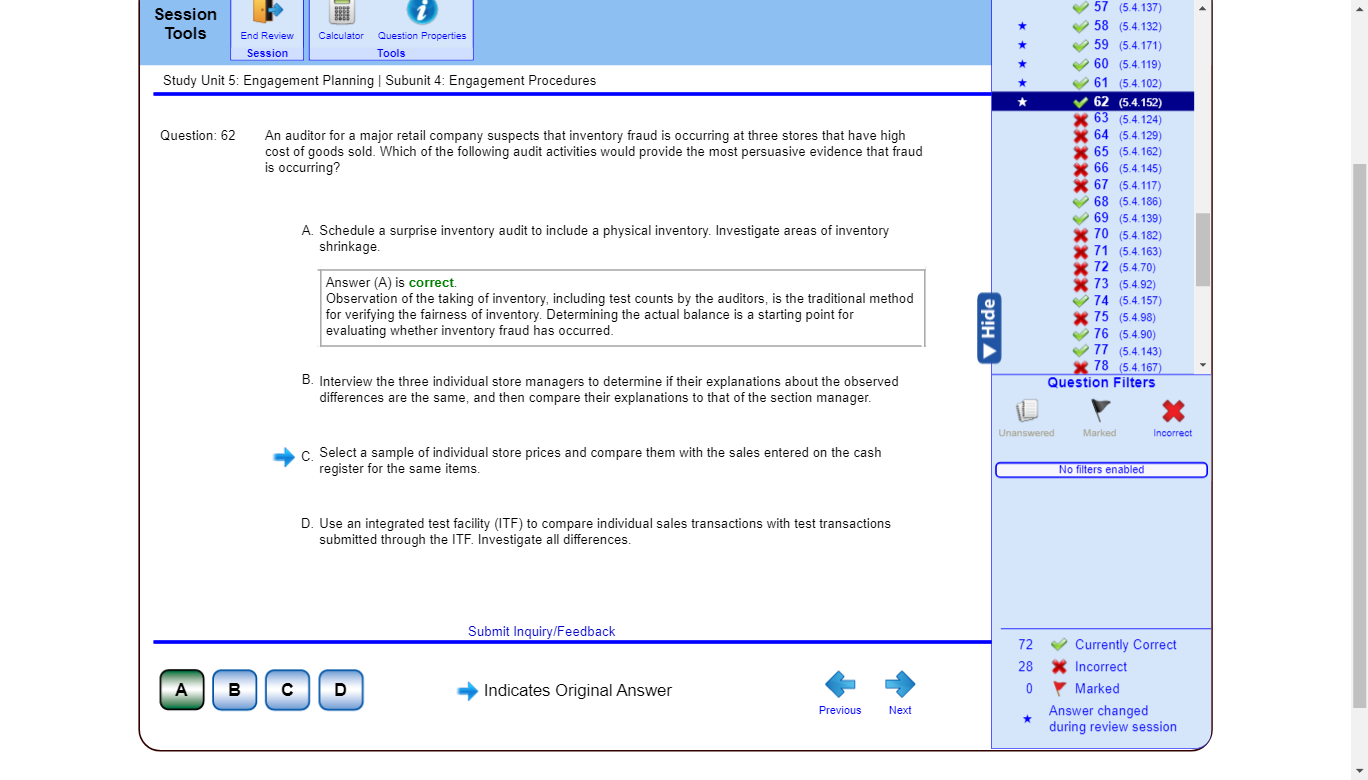 Session
Tools
End Review
Session
Calculator
Question Properties
Tools
Study Unit 5: Engagement Planning | Subunit 4: Engagement Procedures
Question: 62
An auditor for a major retail company suspects that inventory fraud is occurring at three stores that have high
cost of goods sold. Which of the following audit activities would provide the most persuasive evidence that fraud
is occurring?
A. Schedule a surprise inventory audit to include a physical inventory. Investigate areas of inventory
shrinkage.
Answer (A) is correct.
Observation of the taking of inventory, including test counts by the auditors, is the traditional method
for verifying the fairness of inventory. Determining the actual balance is a starting point for
evaluating whether inventory fraud has occurred.
B. Interview the three individual store managers to determine if their explanations about the observed
differences are the same, and then compare their explanations to that of the section manager.
C. Select a sample of individual store prices and compare them with the sales entered on the cash
register for the same items.
D. Use an integrated test facility (ITF) to compare individual sales transactions with test transactions
submitted through the ITF. Investigate all differences.
Submit Inquiry/Feedback
A B C D
Indicates Original Answer
Previous
Next
57 (5.4.137)
58 (5.4.132)
59 (5.4.171)
60 (5.4.119)
61 (5.4.102)
62 (5.4.152)
63 (5.4.124)
64 (5.4.129)
65 (5.4.162)
66 (5.4.145)
67 (5.4.117)
68 (5.4.186)
69 (5.4.139)
70 (5.4.182)
71 (5.4.163)
72 (5.4.70)
73 (5.4.92)
74 (5.4.157)
75 (5.4.98)
76 (5.4.90)
77 (5.4.143)
78 (5.4.167)
Hide
Question Filters
Unanswered
Marked
Incorrect
No filters enabled
72 Currently Correct
28 Incorrect
0 Marked
Answer changed
during review session